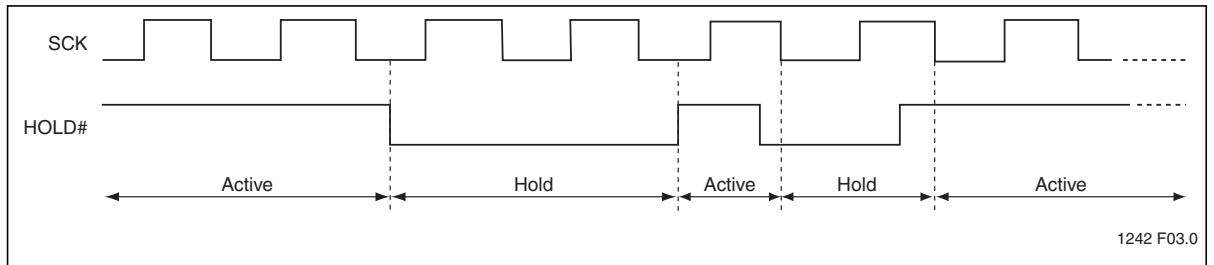 SCK
HOLD#
Active Hold Active Hold Active
1242 F03.0